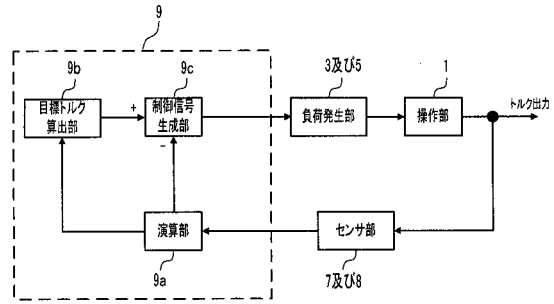 9
9b
9c
3及び5
1
目標トルク
算出部
+
制御信号
生成部
負荷発生部
操作部
トルク出力
-
演算部
センサ部
9a
7及び8